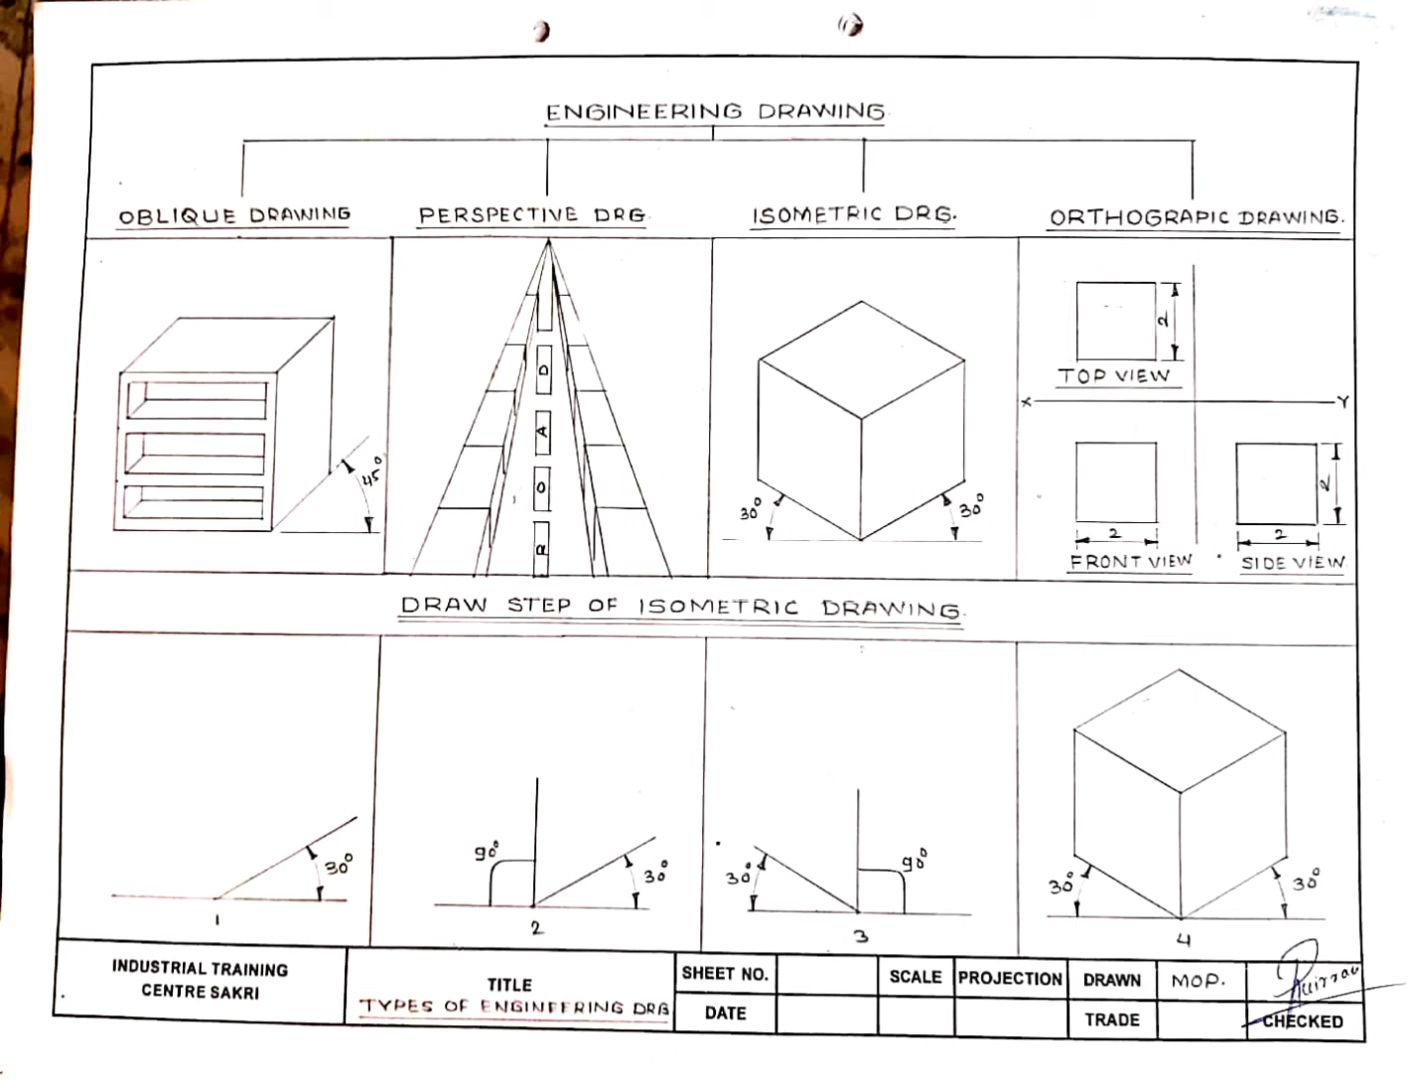 ENGINEERING DRAWING.
OBLIQUE DRAWING
PERSPECTIVE DRG.
ISOMETRIC DRG.
ORTHOGRAPIC DRAWING.
45°
D
A
O
R
30°
30°
2
TOP VIEW
X
Y
2
FRONT VIEW
2
2
SIDE VIEW
DRAW STEP OF ISOMETRIC DRAWING.
30°
1
90°
30°
2
30°
90°
3
30°
30°
4
INDUSTRIAL TRAINING
CENTRE SAKRI
TITLE
TYPES OF ENGINEERING DRG
SHEET NO.
DATE
SCALE
PROJECTION
DRAWN
MOP.
TRADE
CHECKED